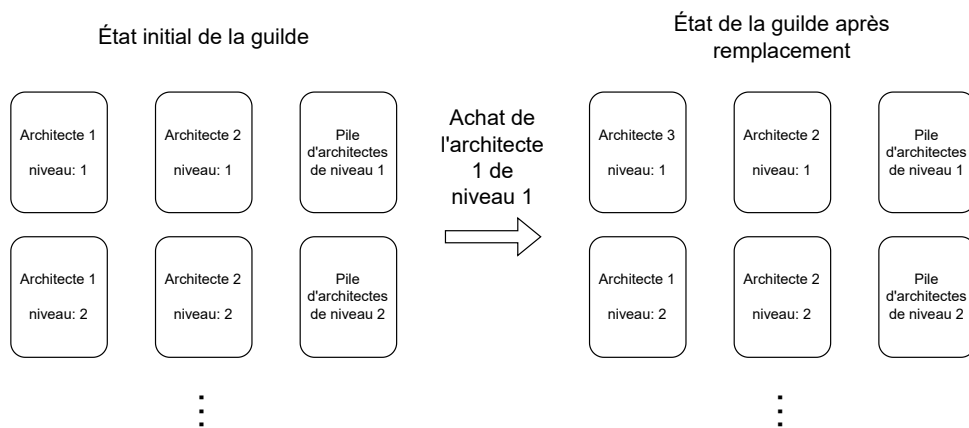 État initial de la guilde
État de la guilde après
remplacement
Architecte 1
niveau: 1
Architecte 2
niveau: 1
Pile
d'architectes
de niveau 1
Architecte 1
niveau: 2
Architecte 2
niveau: 2
Pile
d'architectes
de niveau 2
Achat de
l'architecte
1 de
niveau 1
Architecte 3
niveau: 1
Architecte 2
niveau: 1
Pile
d'architectes
de niveau 1
Architecte 1
niveau: 2
Architecte 2
niveau: 2
Pile
d'architectes
de niveau 2